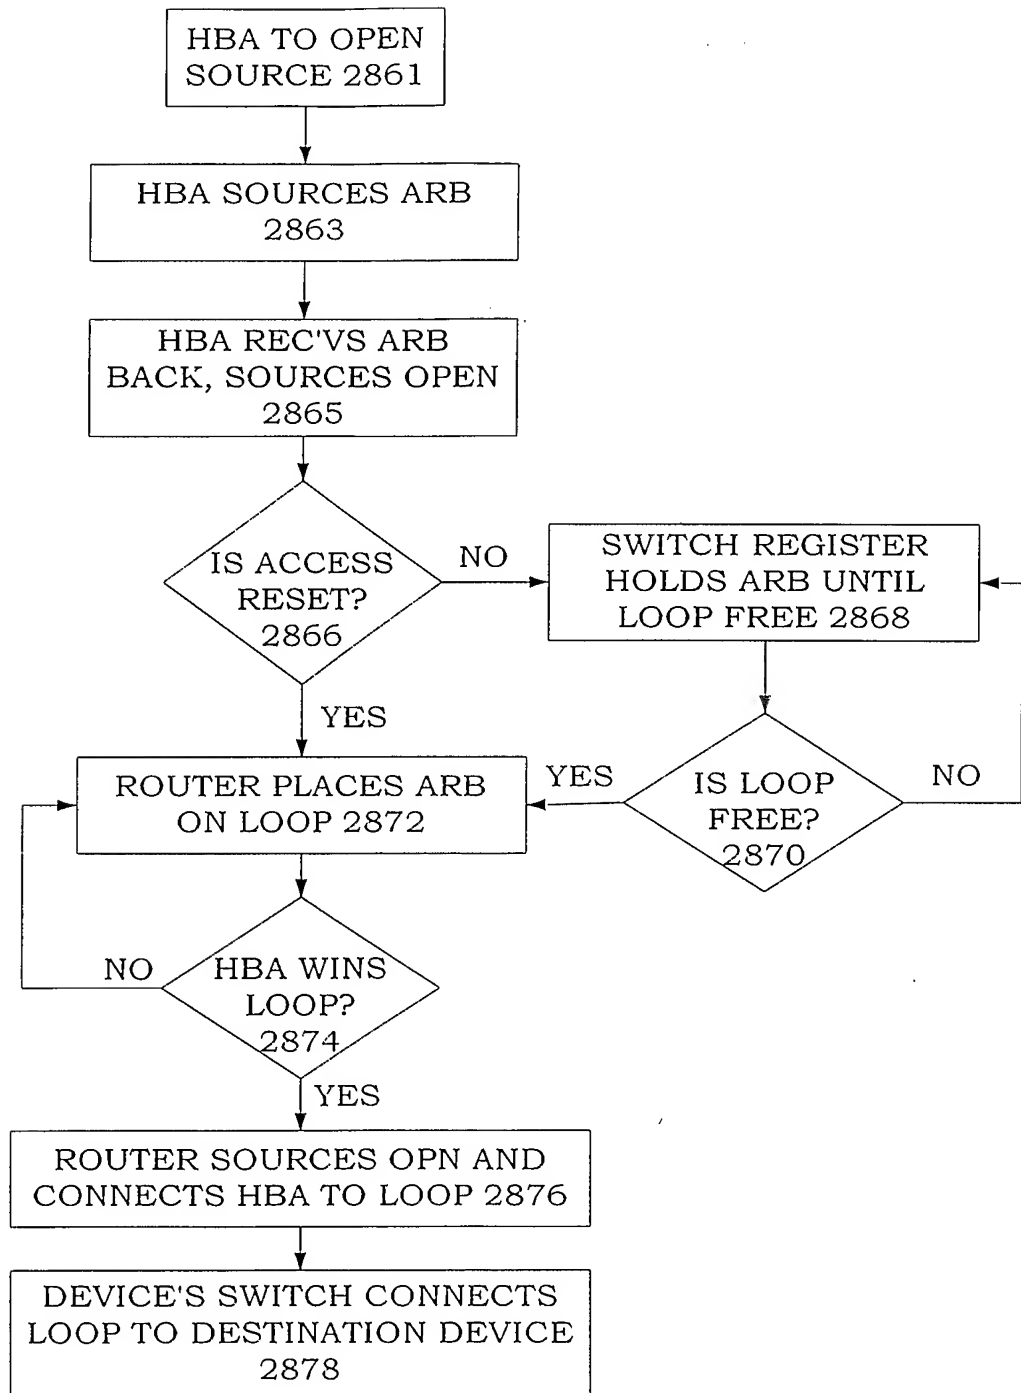 HBA TO OPEN
SOURCE 2861
HBA SOURCES ARB
2863
HBA REC'VS ARB
BACK, SOURCES OPEN
2865
IS ACCESS
RESET?
2866
NO
SWITCH REGISTER
HOLDS ARB UNTIL
LOOP FREE 2868
YES
ROUTER PLACES ARB
ON LOOP 2872
YES
IS LOOP
FREE?
2870
NO
NO
HBA WINS
LOOP?
2874
YES
ROUTER SOURCES OPN AND
CONNECTS HBA TO LOOP 2876
DEVICE'S SWITCH CONNECTS
LOOP TO DESTINATION DEVICE
2878